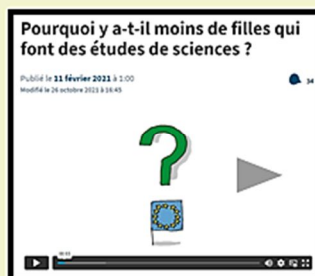 Pourquoi y a-t-il moins de filles qui
font des études de sciences ?
Publié le 11 février 2021 à 1:00
Modifié le 26 octobre 2021 à 16:45
34
?